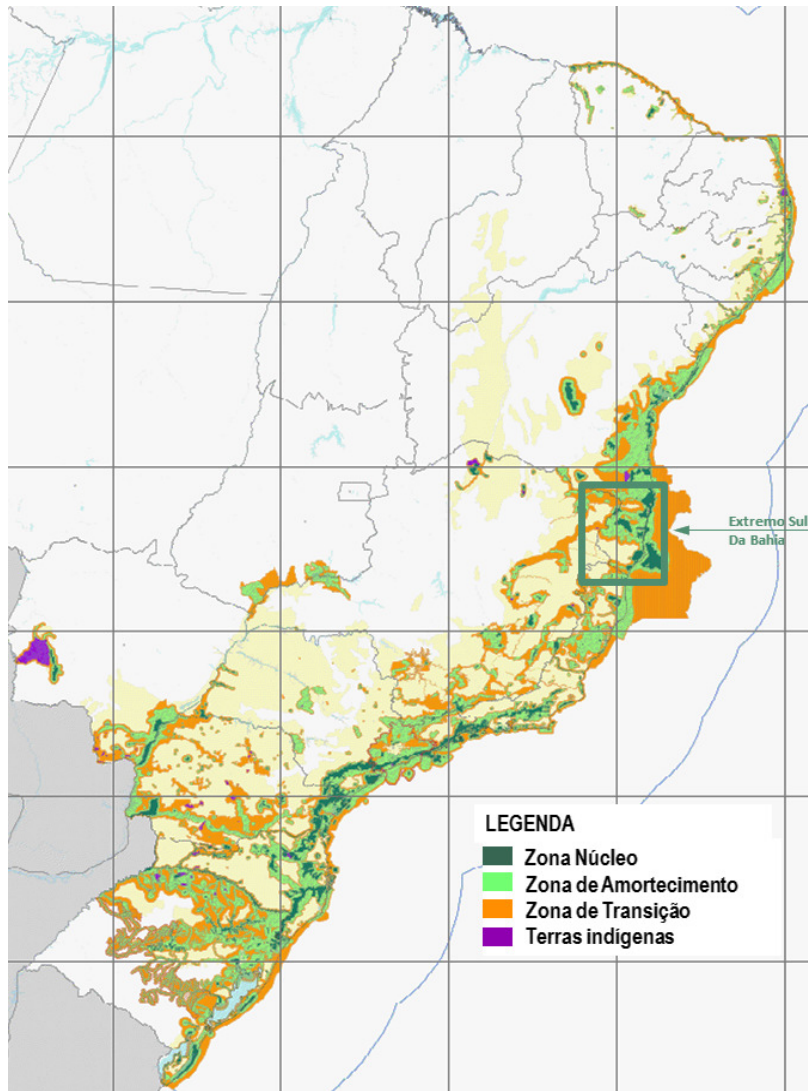 Extremo Sul
Da Bahia
LEGENDA
Zona Núcleo
Zona de Amortecimento
Zona de Transição
Terras indígenas